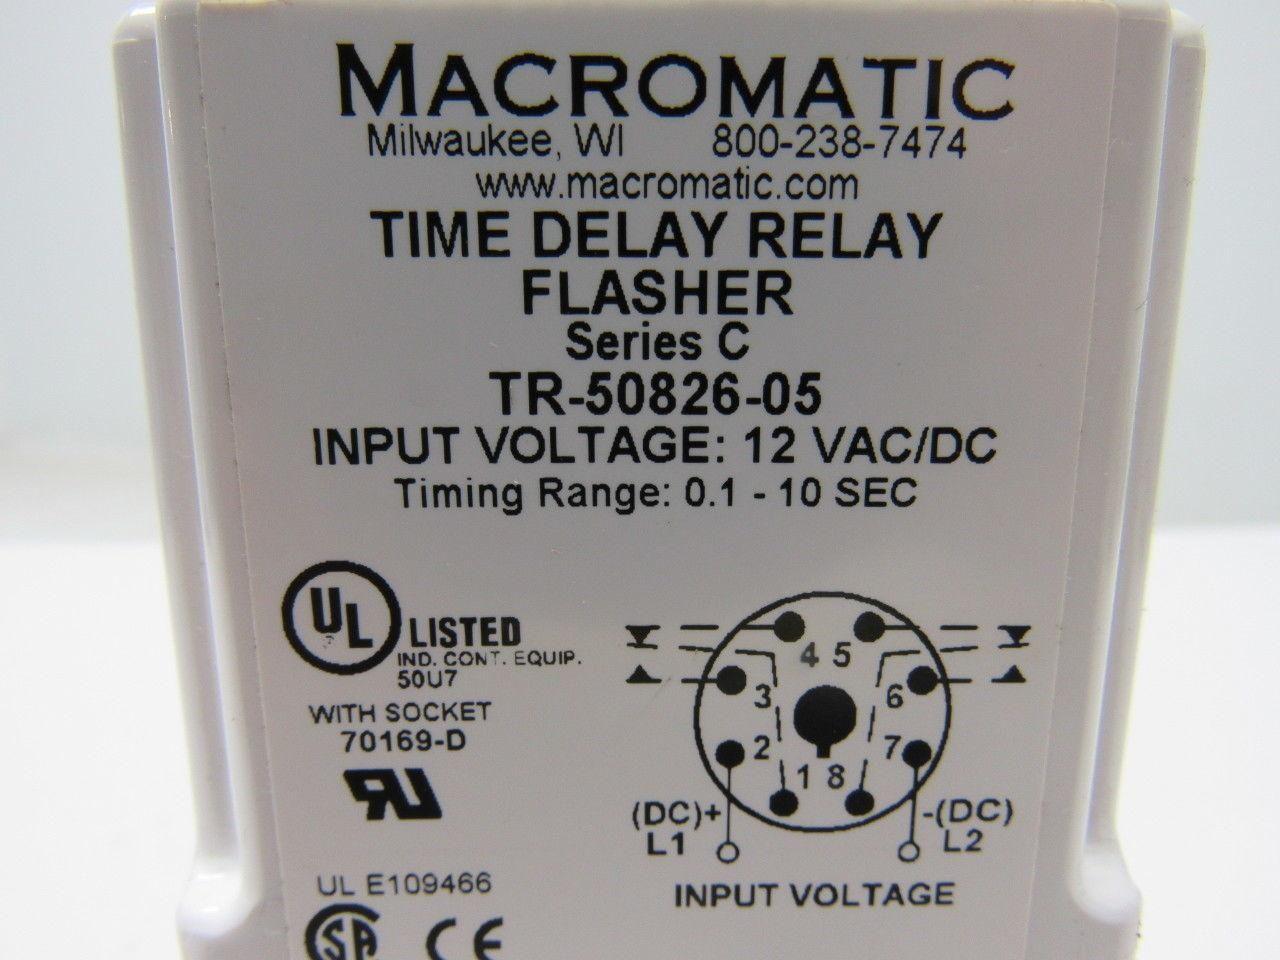 MACROMATIC
Milwaukee, WI 800-238-7474
www.macromatic.com
TIME DELAY RELAY
FLASHER
Series C
TR-50826-05
INPUT VOLTAGE: 12 VAC/DC
Timing Range: 0.1 - 10 SEC
UL LISTED
IND. CONT. EQUIP.
50U7
WITH SOCKET
70169-D
UL E109466
SA
CE
4 5
3 6
2 7
1 8
(DC)+ -(DC)
L1 L2
INPUT VOLTAGE